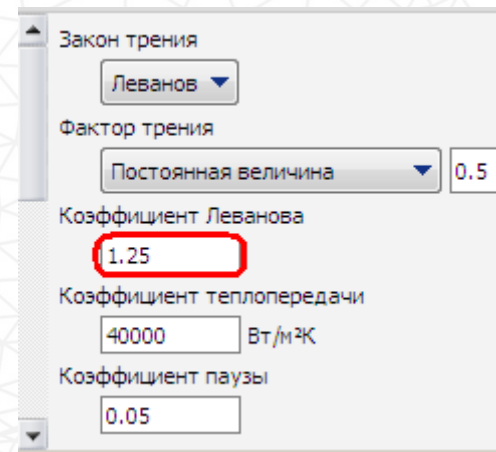 Закон трения
Леванов
Фактор трения
Постоянная величина 0.5
Коэффициент Леванова
1.25
Коэффициент теплопередачи
40000 Вт/м²К
Коэффициент паузы
0.05